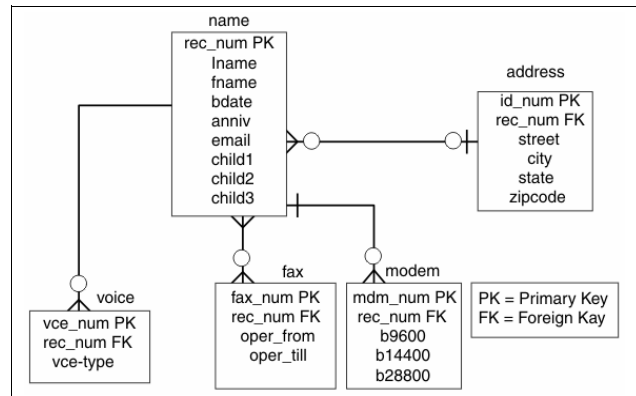 name
rec_num PK
lname
fname
bdate
anniv
email
child1
child2
child3
address
id_num PK
rec_num FK
street
city
state
zipcode
voice
vce_num PK
rec_num FK
vce-type
fax
fax_num PK
rec_num FK
oper_from
oper_till
modem
mdm_num PK
rec_num FK
b9600
b14400
b28800
PK = Primary Key
FK = Foreign Kay